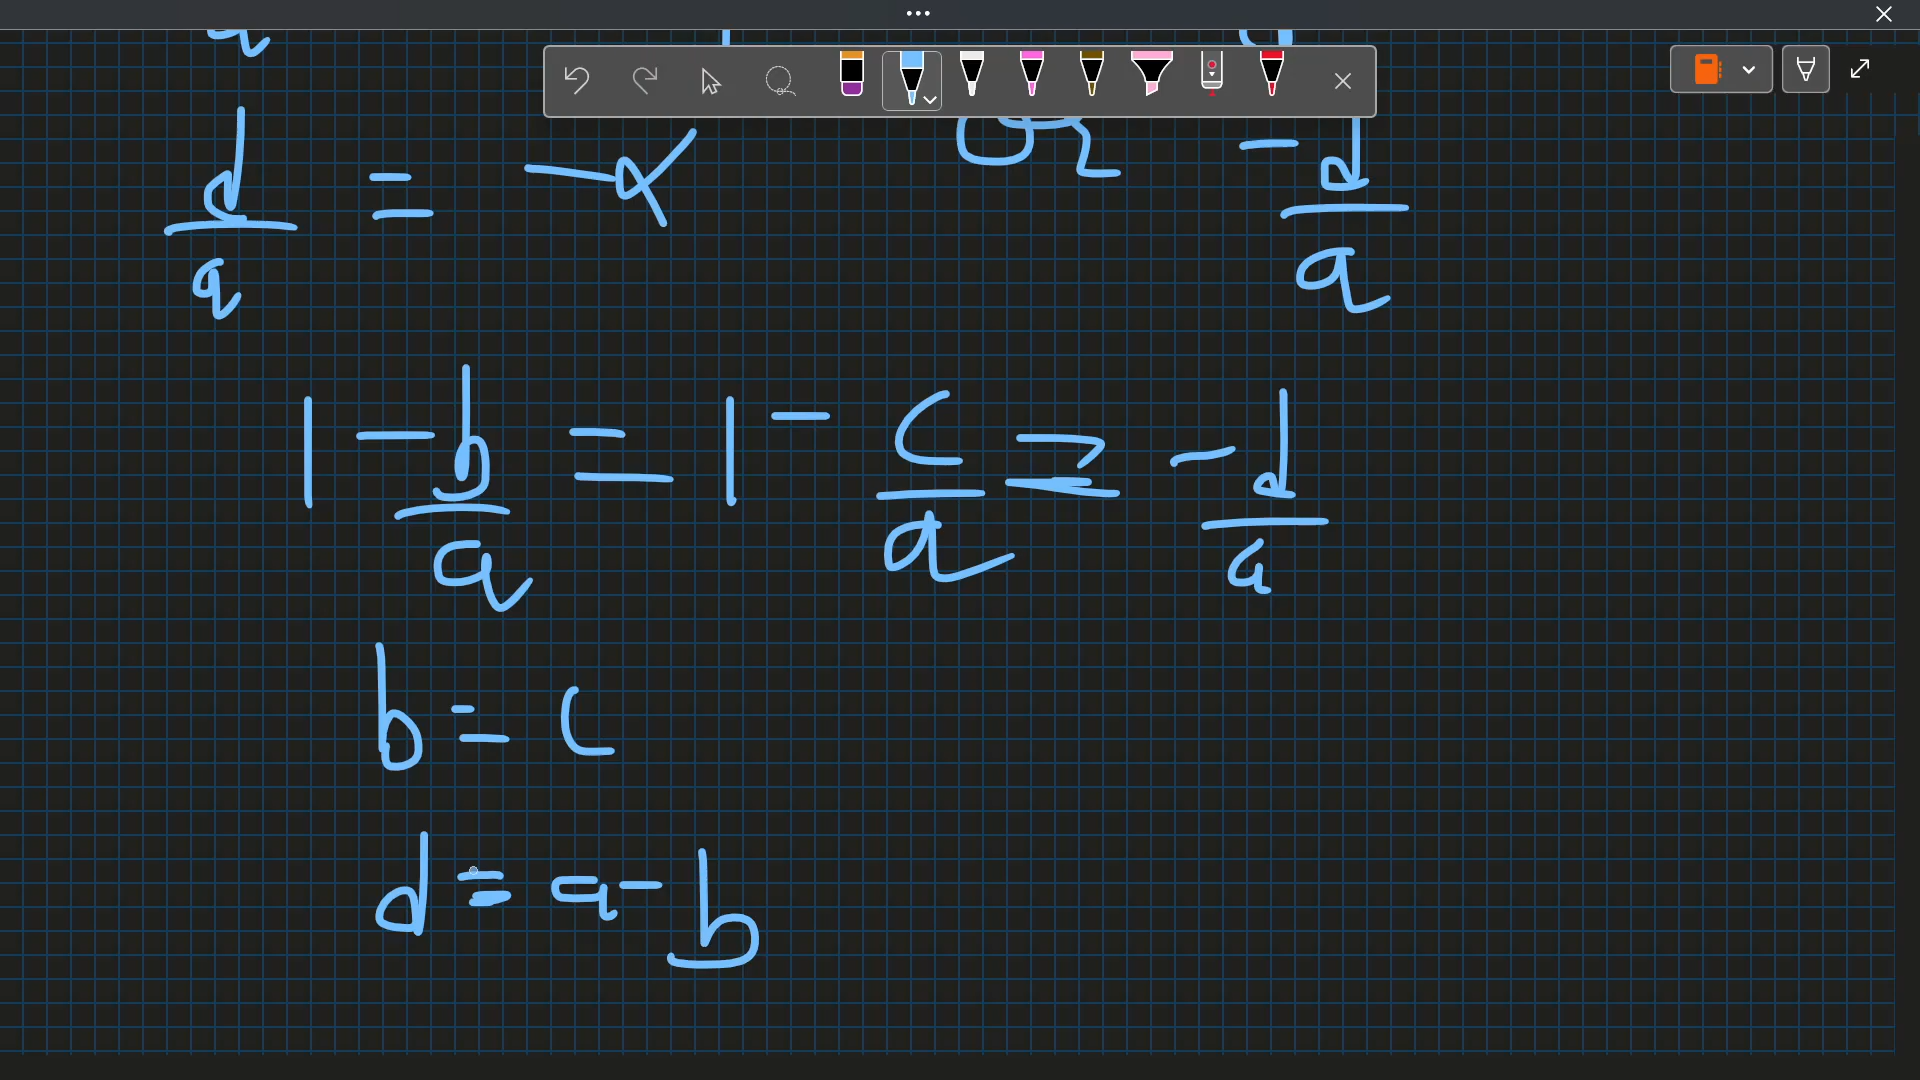 d/a = -α
-d/a
1 - b/a = 1 - c/a = -d/a
b = c
d = a - b